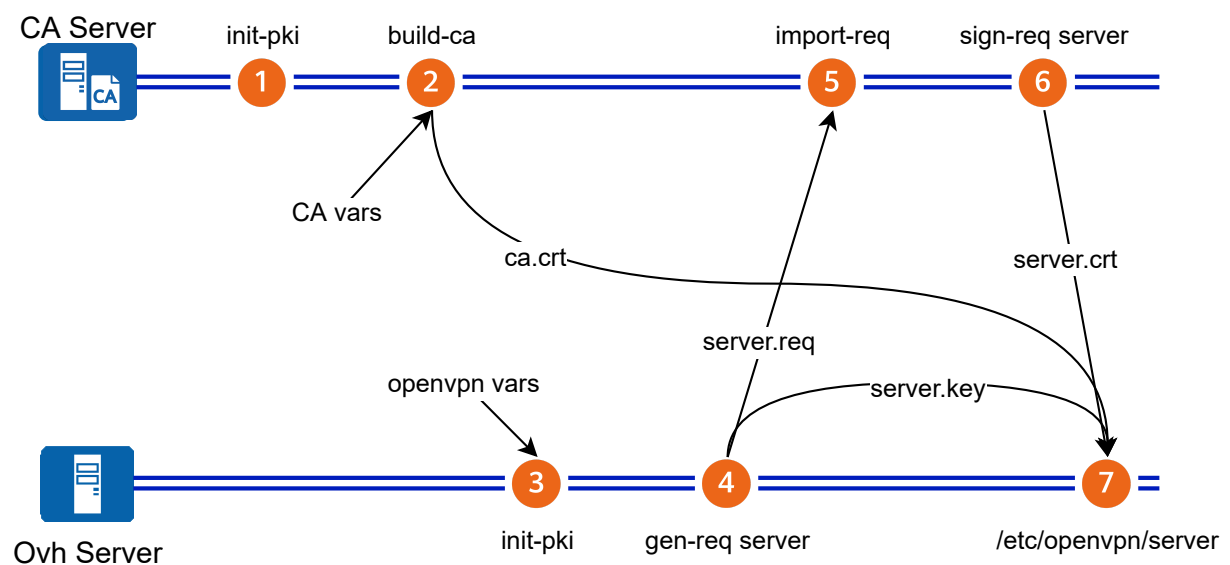 CA Server
init-pki
build-ca
import-req
sign-req server
CA
1
2
5
6
CA vars
ca.crt
server.crt
server.req
openvpn vars
server.key
3
4
7
init-pki
gen-req server
/etc/openvpn/server
Ovh Server